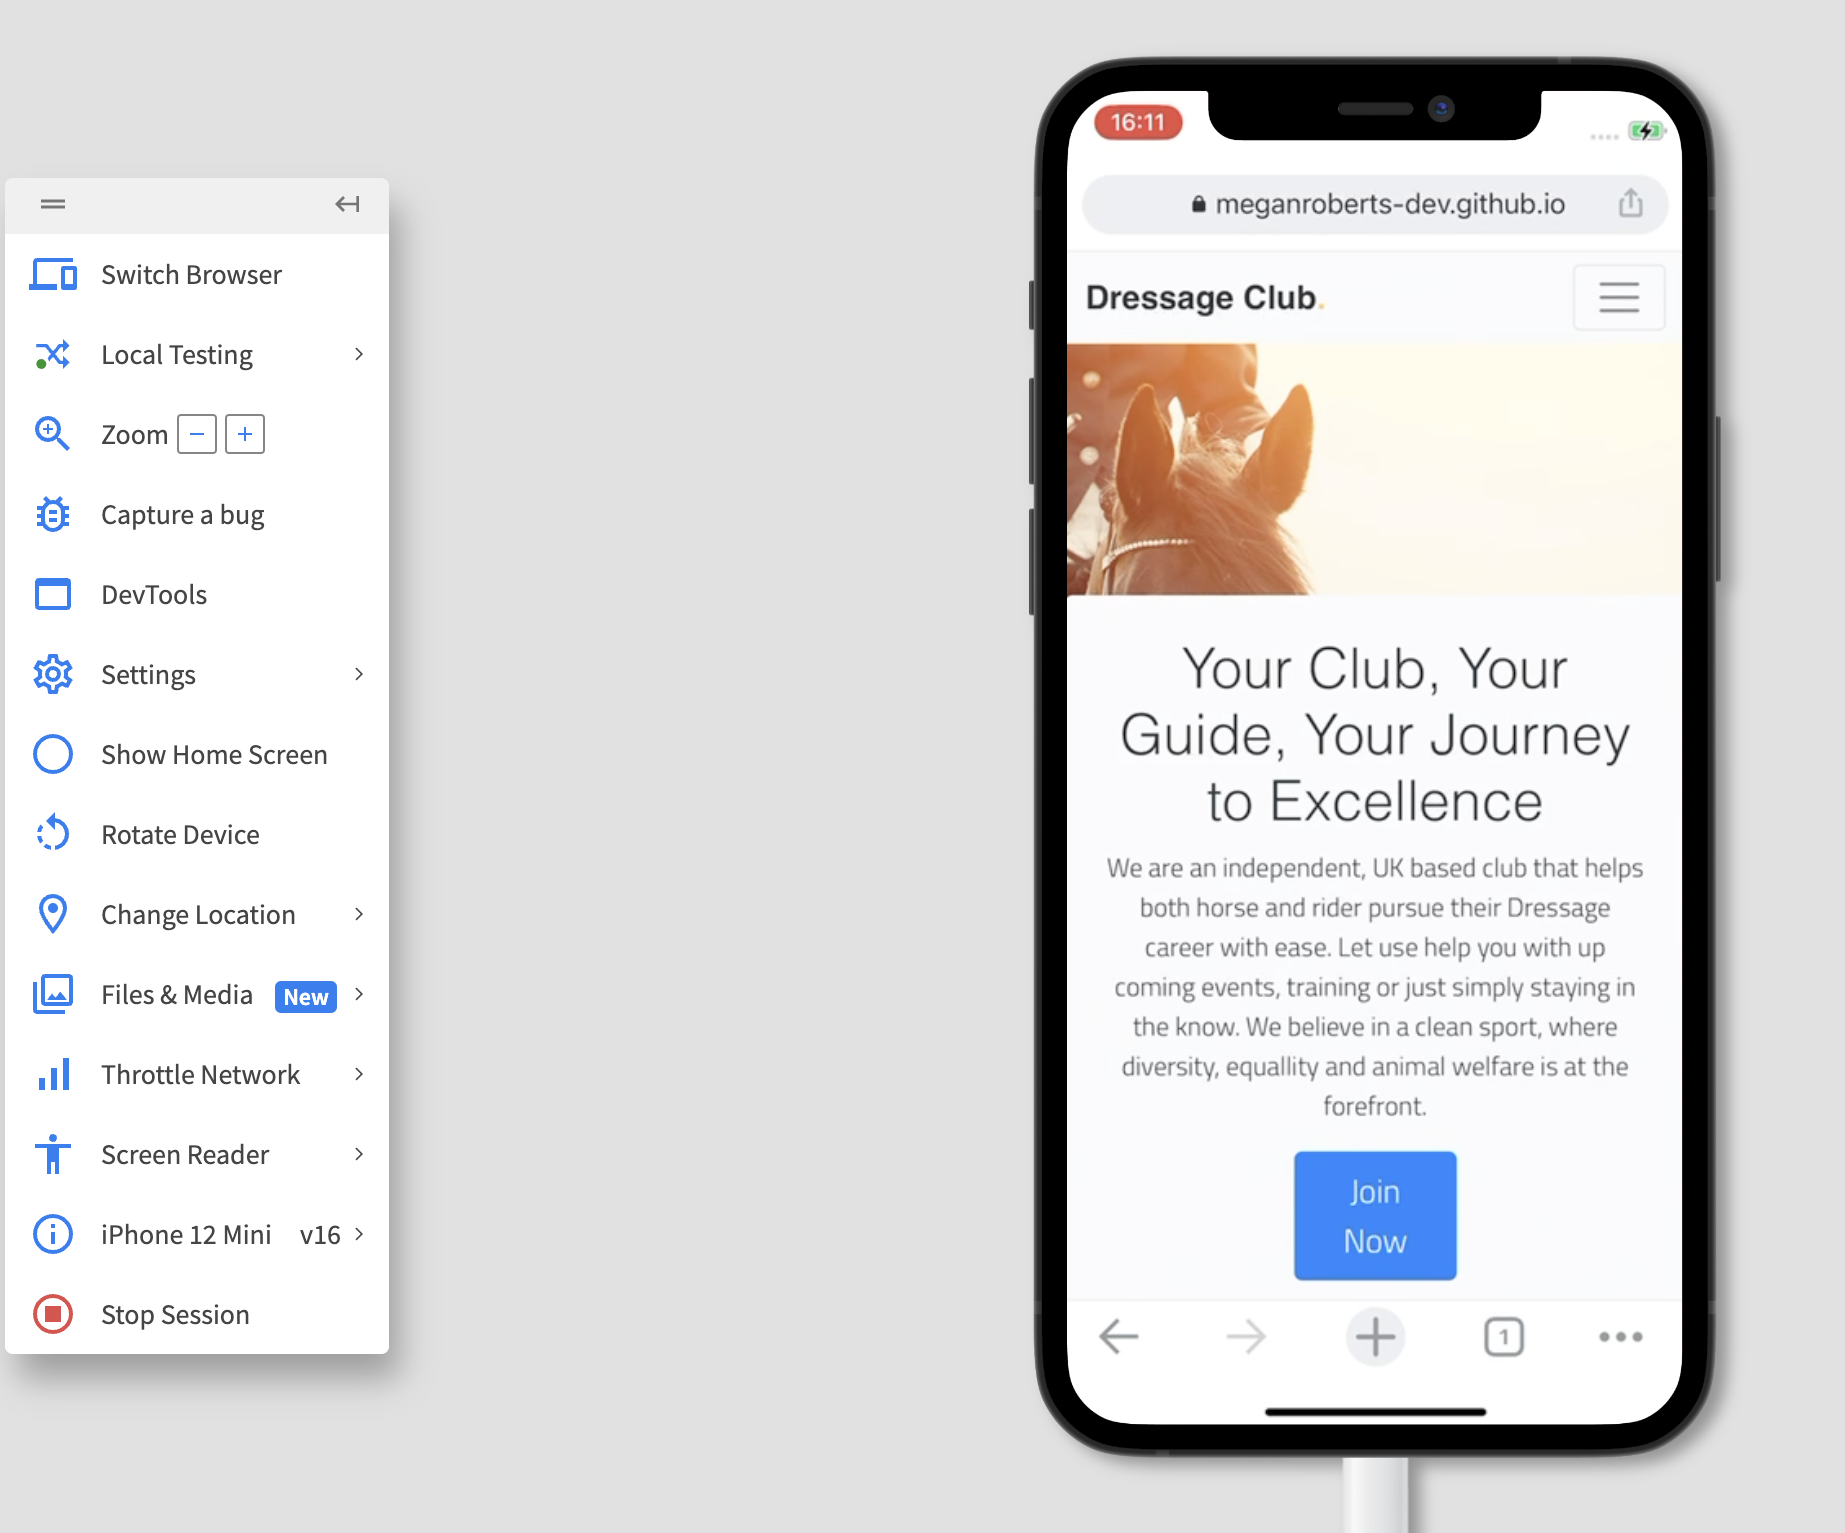 Switch Browser
Local Testing
Zoom
Capture a bug
DevTools
Settings
Show Home Screen
Rotate Device
Change Location
Files & Media New
Throttle Network
Screen Reader
iPhone 12 Mini v16
Stop Session
16:11
meganroberts-dev.github.io
Dressage Club.
Your Club, Your
Guide, Your Journey
to Excellence
We are an independent, UK based club that helps
both horse and rider pursue their Dressage
career with ease. Let use help you with up
coming events, training or just simply staying in
the know. We believe in a clean sport, where
diversity, equallity and animal welfare is at the
forefront.
Join
Now
1